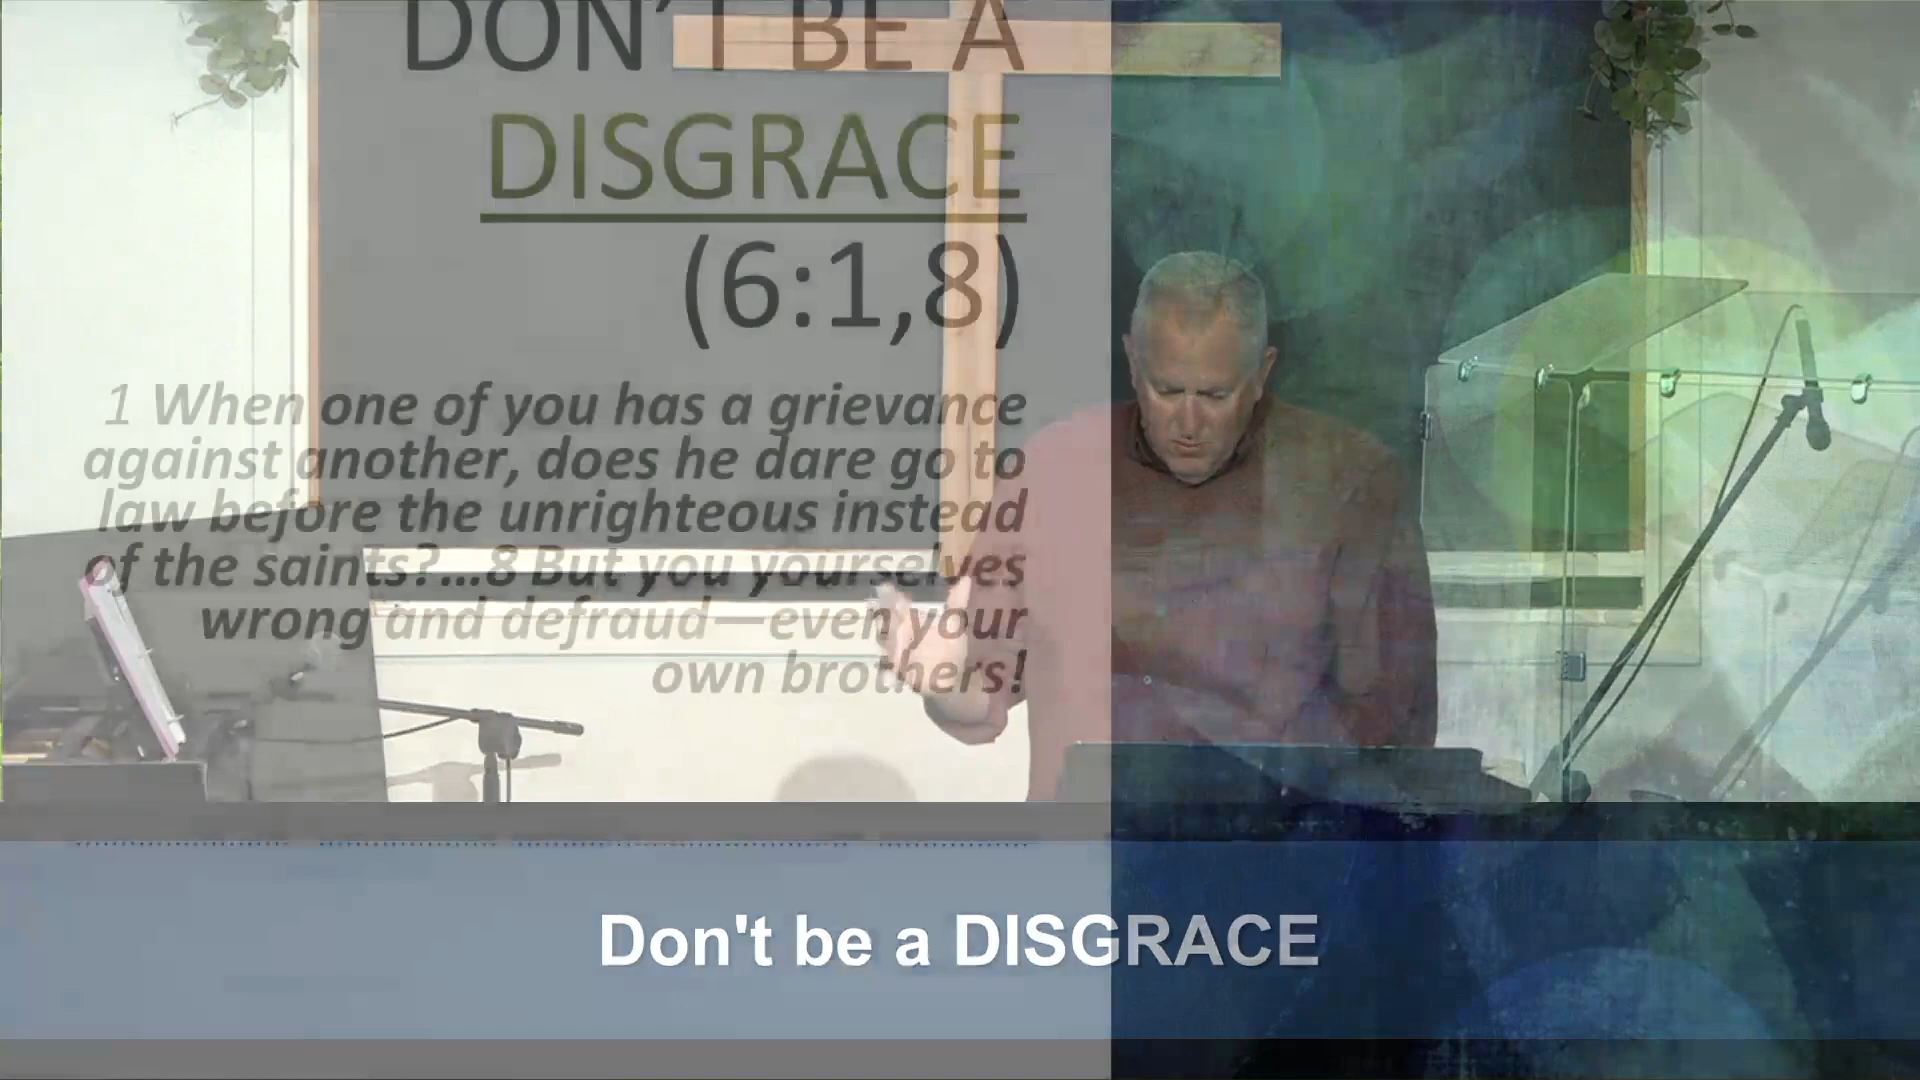 DON'T BE A
DISGRACE
(6:1,8)
1 When one of you has a grievance
against another, does he dare go to
law before the unrighteous instead
of the saints?...8 But you yourselves
wrong and defraud—even your
own brothers!
Don't be a DISGRACE